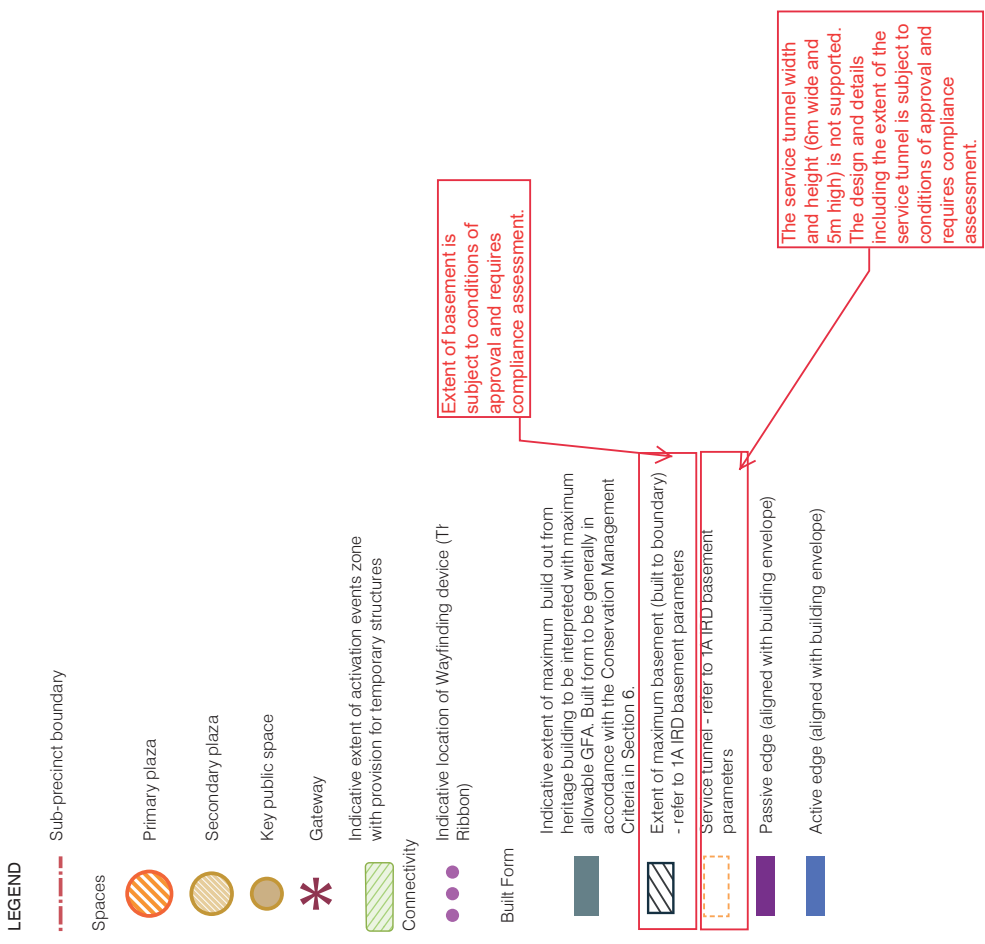 LEGEND
Sub-precinct boundary
Spaces
Primary plaza
Secondary plaza
Key public space
Gateway
Indicative extent of activation events zone
with provision for temporary structures
Connectivity
Indicative location of Wayfinding device (Th
Ribbon)
Built Form
Indicative extent of maximum build out from
heritage building to be interpreted with maximum
allowable GFA. Built form to be generally in
accordance with the Conservation Management
Criteria in Section 6.
Extent of maximum basement (built to boundary)
- refer to 1A IRD basement parameters
Service tunnel - refer to 1A IRD basement
parameters
Passive edge (aligned with building envelope)
Active edge (aligned with building envelope)
Extent of basement is
subject to conditions of
approval and requires
compliance assessment.
The service tunnel width
and height (6m wide and
5m high) is not supported.
The design and details
including the extent of the
service tunnel is subject to
conditions of approval and
requires compliance
assessment.